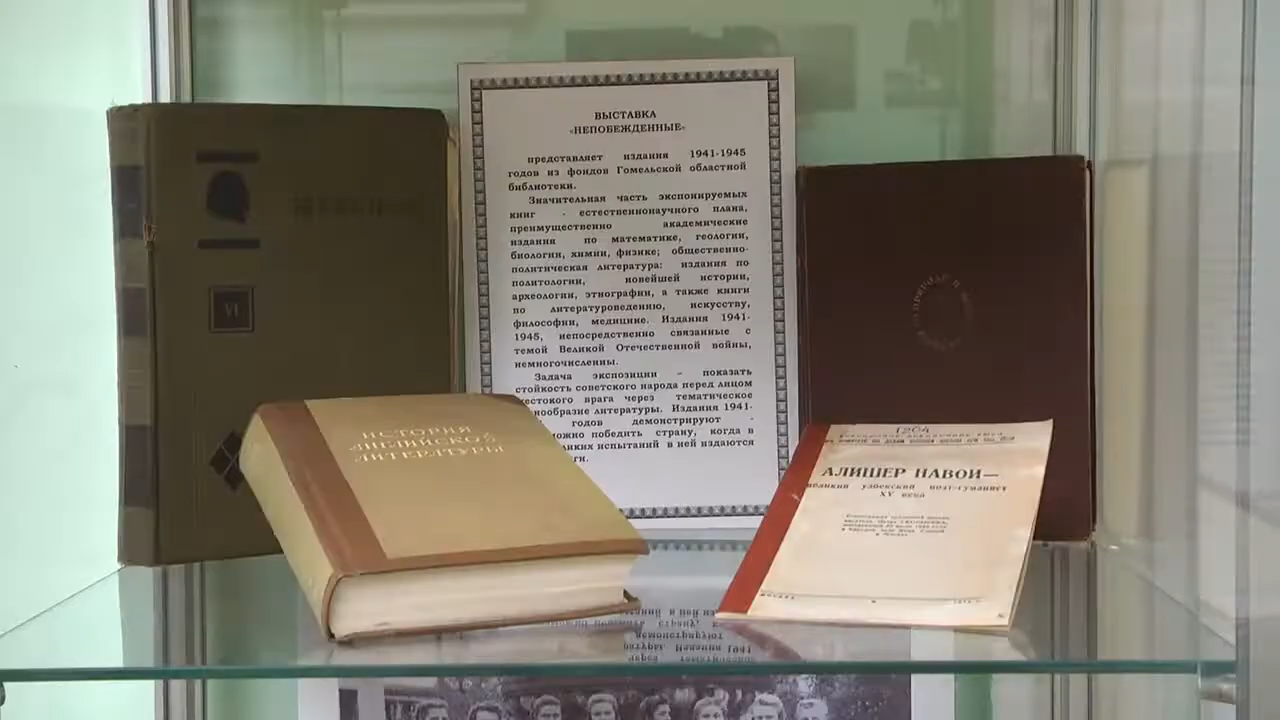 ВЫСТАВКА
«НЕПОБЕЖДЕННЫЕ»
представляет издания 1941-1945
годов из фондов Гомельской областной
библиотеки.
Значительная часть экспонируемых
книг - естественнонаучного плана,
преимущественно академические
издания по математике, геологии,
биологии, химии, физике; общественно-
политическая литература: издания по
политологии, новейшей истории,
археологии, этнографии, а также книги
по литературоведению, искусству,
философии, медицине. Издания 1941-
1945, непосредственно связанные с
темой Великой Отечественной войны,
немногочисленны.
Задача экспозиции – показать
стойкость советского народа перед лицом
жестокого врага через тематическое
литературы. Издания 1941-
годов демонструируют -
победить страну, когда в
испытаний в ней издаются
VI
ИСТОРИЯ
АНГЛИЙСКОЙ
ЛИТЕРАТУРЫ
1204
АЛИШЕР НАВОИ—
великий узбекский поэт-гуманист
XV века
МОСКВА